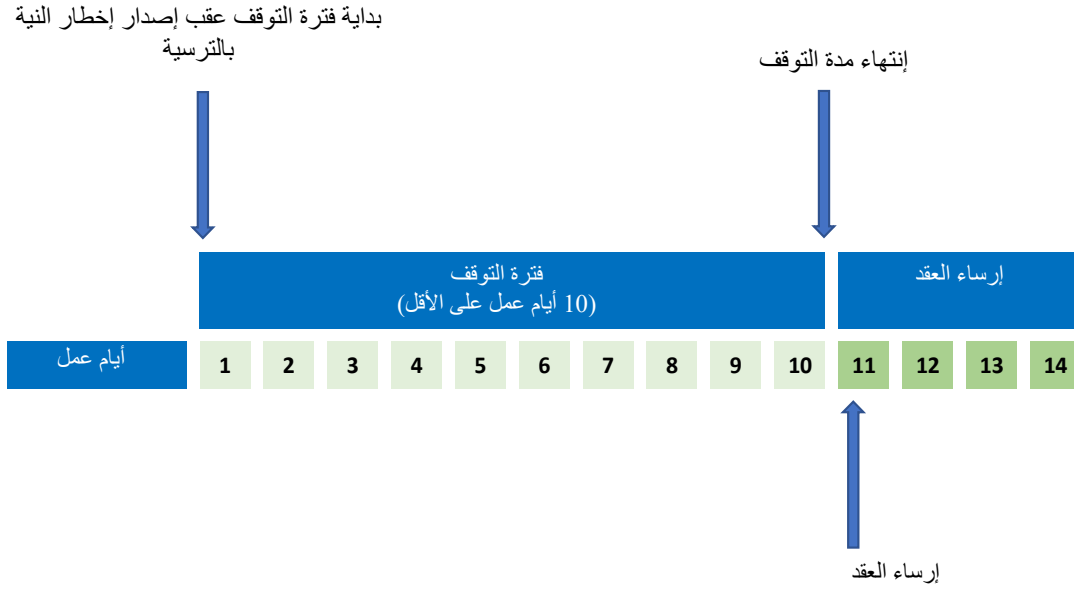 بداية فترة التوقف عقب إصدار إخطار النية
بالترسية
إنتهاء مدة التوقف
فترة التوقف
(10 أيام عمل على الأقل)
إرساء العقد
أيام عمل
1 2 3 4 5 6 7 8 9 10 11 12 13 14
إرساء العقد